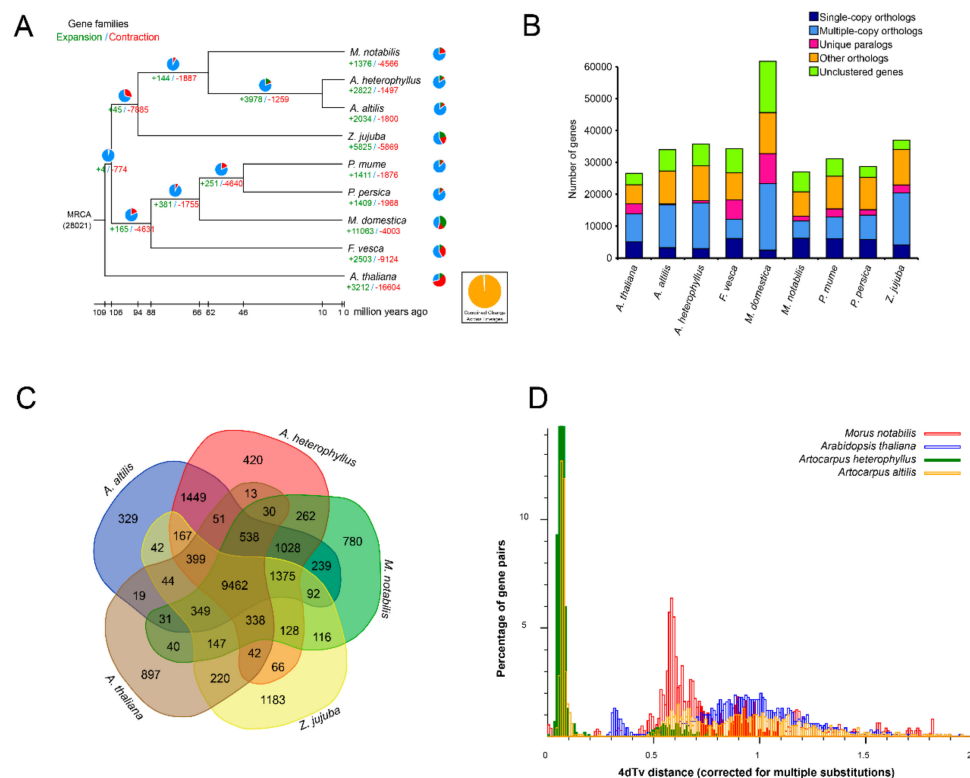 A
Gene families
Expansion / Contraction
M. notabilis
+1376 / -4566
+144 / -1887
A. heterophyllus
+2822 / -1497
+3978 / -1259
A. altilis
+2034 / -1800
+45 / -7885
Z. jujuba
+5825 / -5869
+4 / -774
P. mume
+1411 / -1876
+251 / -4640
P. persica
+1409 / -1968
+381 / -1755
MRCA
(28021)
M. domestica
+11063 / -4003
+165 / -4631
F. vesca
+2503 / -9124
A. thaliana
+3212 / -16604
109 106 94 88 66 62 46 1 0 million years ago
Combined Change
Across Lineages
B
Single-copy orthologs
Multiple-copy orthologs
Unique paralogs
Other orthologs
Unclustered genes
Number of genes
60000
50000
40000
30000
20000
10000
0
A. thaliana
A. altilis
A. heterophyllus
F. vesca
M. domestica
M. notabilis
P. mume
P. persica
Z. jujuba
C
A. heterophyllus
A. altilis
M. notabilis
A. thaliana
Z. jujuba
420
1449 13
329 51 30 262 780
42 167 538 1028 239
399
44 9462 1375 92
19
31 349 338 128 116
40 147 42 66
897 220
1183
D
Morus notabilis
Arabidopsis thaliana
Artocarpus heterophyllus
Artocarpus altilis
Percentage of gene pairs
10
5
0 0.5 1 1.5 2
4dTv distance (corrected for multiple substitutions)